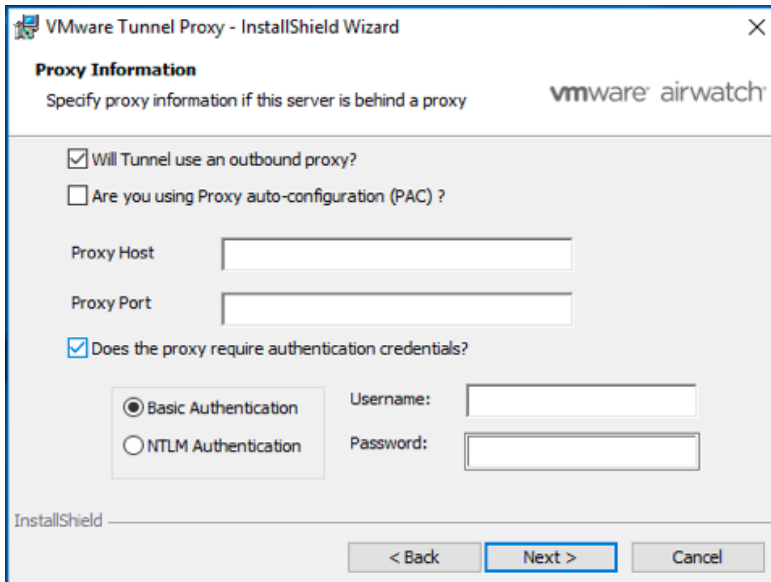 VMware Tunnel Proxy - InstallShield Wizard
Proxy Information
Specify proxy information if this server is behind a proxy
vmware airwatch
Will Tunnel use an outbound proxy?
Are you using Proxy auto-configuration (PAC) ?
Proxy Host
Proxy Port
Does the proxy require authentication credentials?
Basic Authentication
Username:
NTLM Authentication
Password:
InstallShield
< Back Next > Cancel